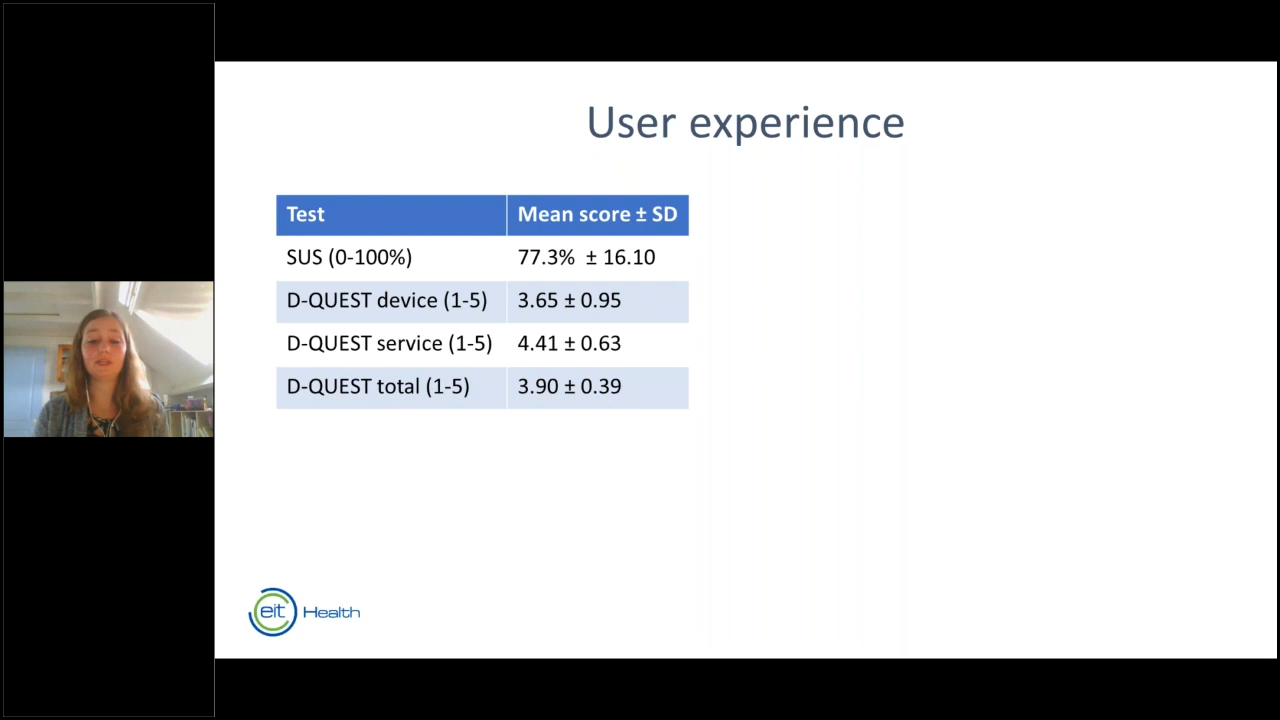 User experience
Test Mean score ± SD
SUS (0-100%) 77.3% ± 16.10
D-QUEST device (1-5) 3.65 ± 0.95
D-QUEST service (1-5) 4.41 ± 0.63
D-QUEST total (1-5) 3.90 ± 0.39
eit Health